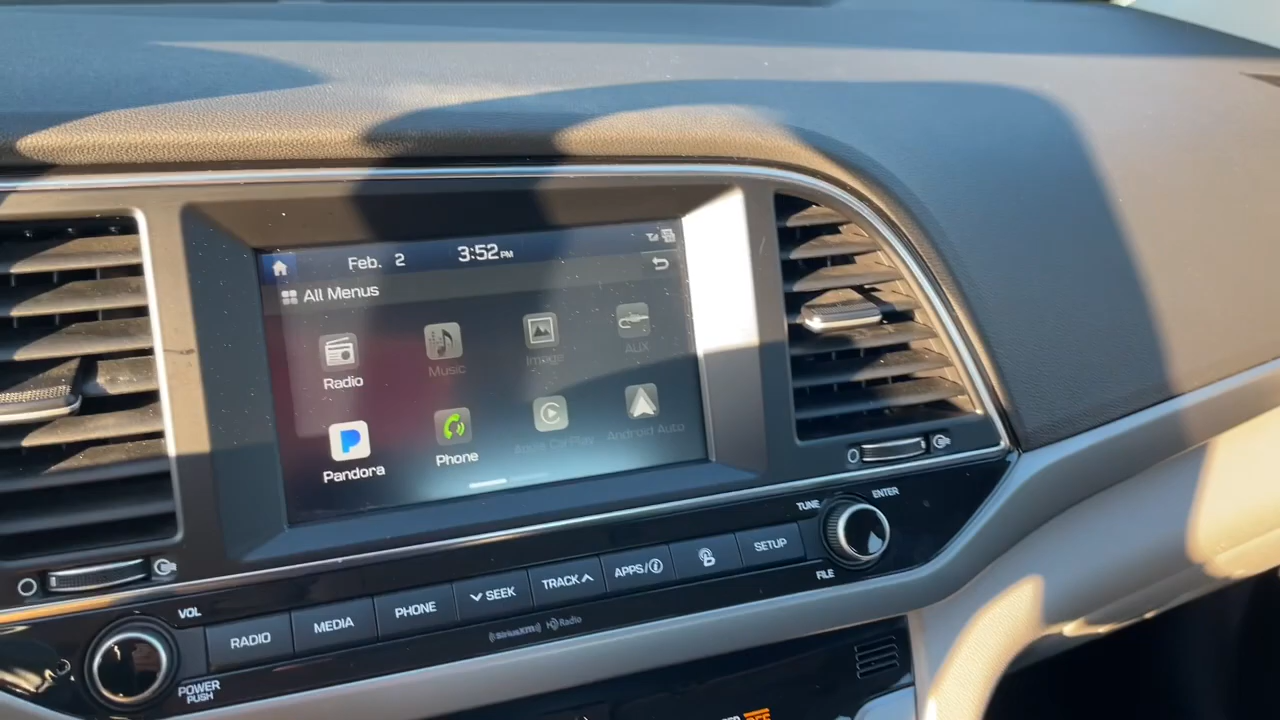 Feb. 2 3:52 PM
All Menus
Radio Music Image AUX
Pandora Phone Apple CarPlay Android Auto
TUNE ENTER
FILE
VOL
RADIO MEDIA PHONE SEEK TRACK APPS/i SETUP
((SiriusXM)) HD Radio
POWER
PUSH
OFF